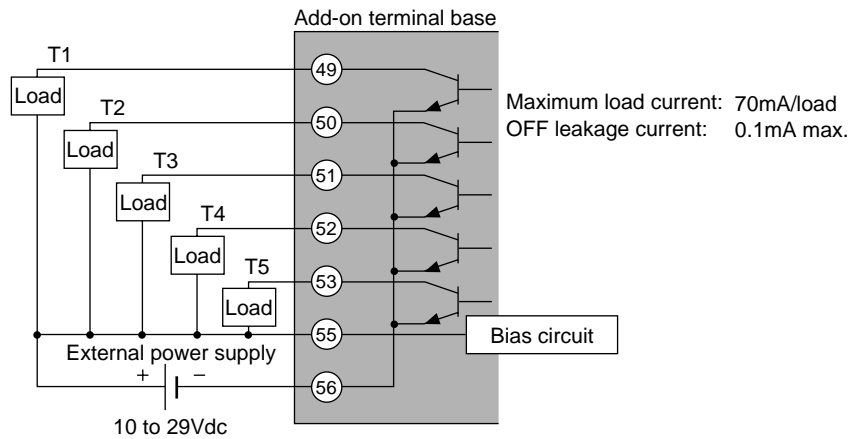 Add-on terminal base
T1
Load
49
Maximum load current: 70mA/load
OFF leakage current: 0.1mA max.
T2
Load
50
T3
Load
51
T4
Load
52
T5
Load
53
55
Bias circuit
External power supply
+ −
56
10 to 29Vdc